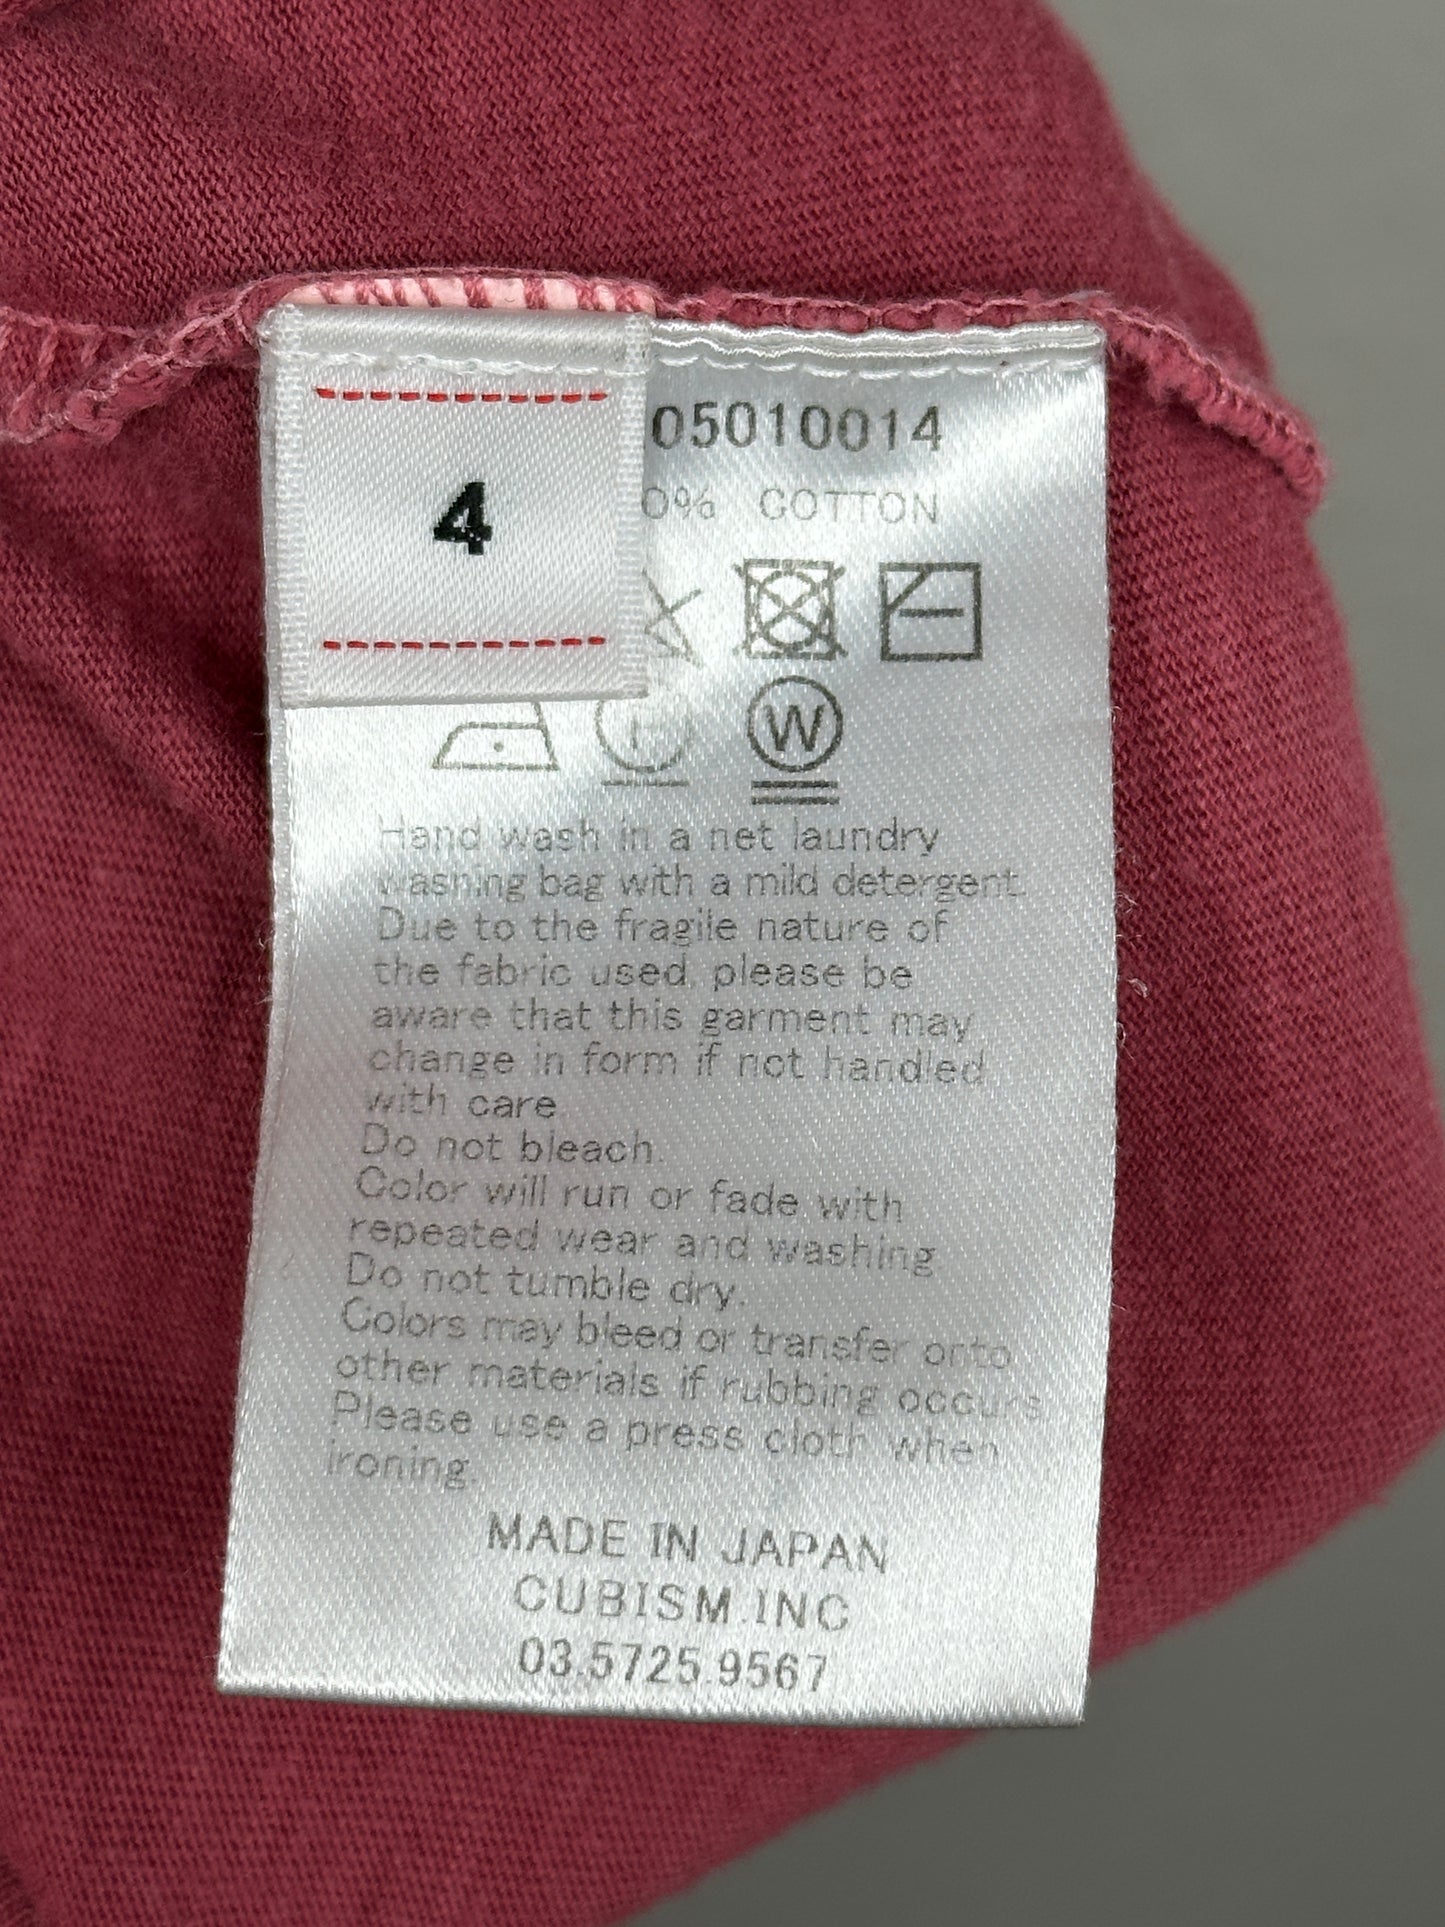 4
05010014
0% COTTON
W
Hand wash in a net laundry
washing bag with a mild detergent.
Due to the fragile nature of
the fabric used, please be
aware that this garment may
change in form if not handled
with care.
Do not bleach.
Color will run or fade with
repeated wear and washing.
Do not tumble dry.
Colors may bleed or transfer onto
other materials if rubbing occurs.
Please use a press cloth when
ironing.
MADE IN JAPAN
CUBISM.INC
03.5725.9567